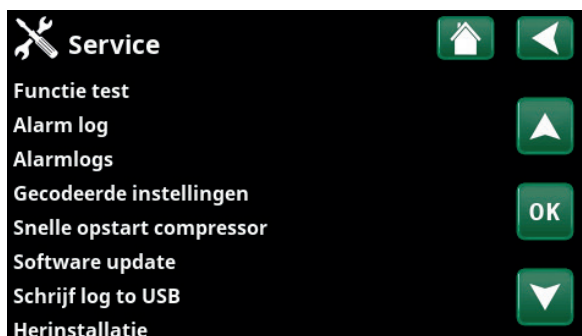 Service
Functie test
Alarm log
Alarmlogs
Gecodeerde instellingen
OK
Snelle opstart compressor
Software update
Schrijf log to USB
Herinstallatie